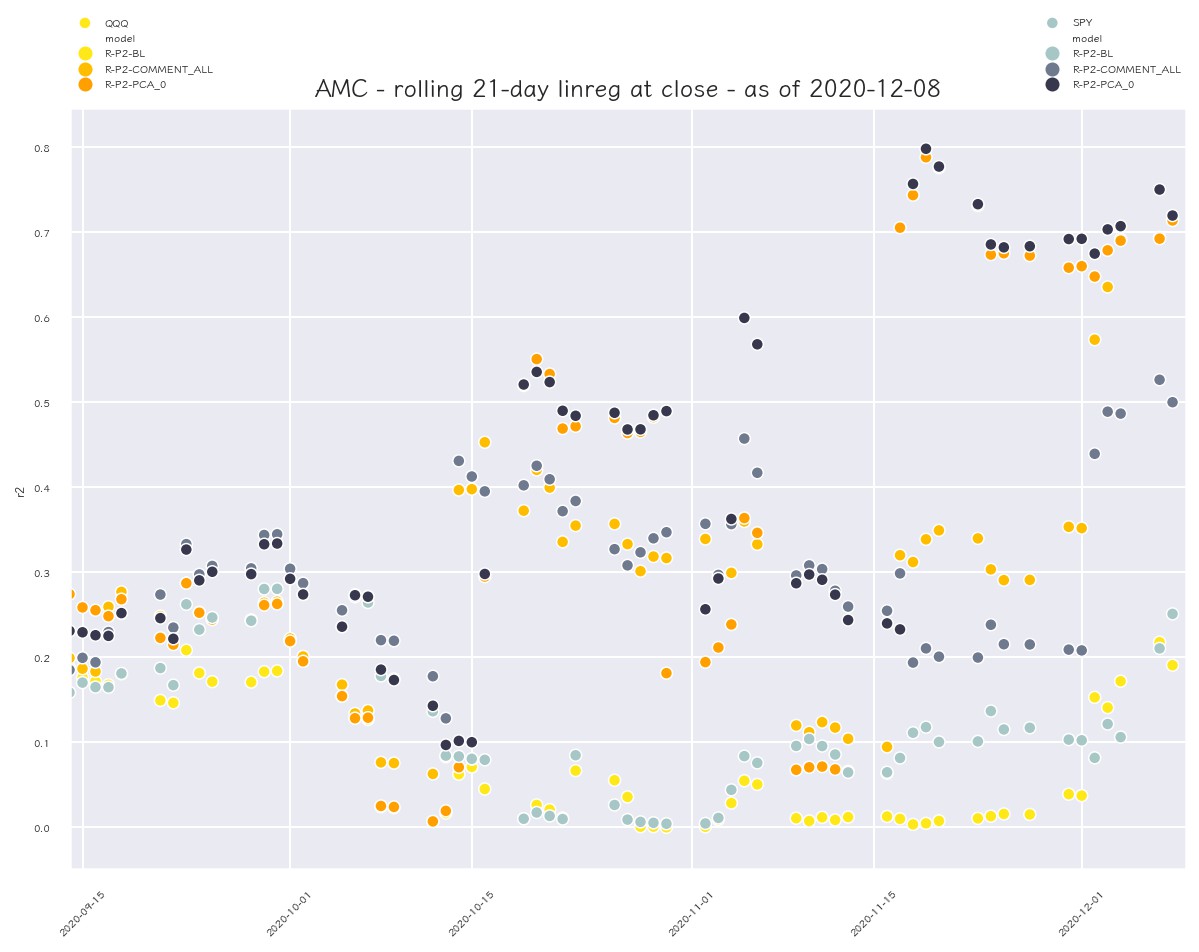 QQQ
model
R-P2-BL
R-P2-COMMENT_ALL
R-P2-PCA_0
SPY
model
R-P2-BL
R-P2-COMMENT_ALL
R-P2-PCA_0
AMC - rolling 21-day linreg at close - as of 2020-12-08
0.8
0.7
0.6
0.5
0.4
0.3
0.2
0.1
0.0
r2
2020-09-15
2020-10-01
2020-10-15
2020-11-01
2020-11-15
2020-12-01